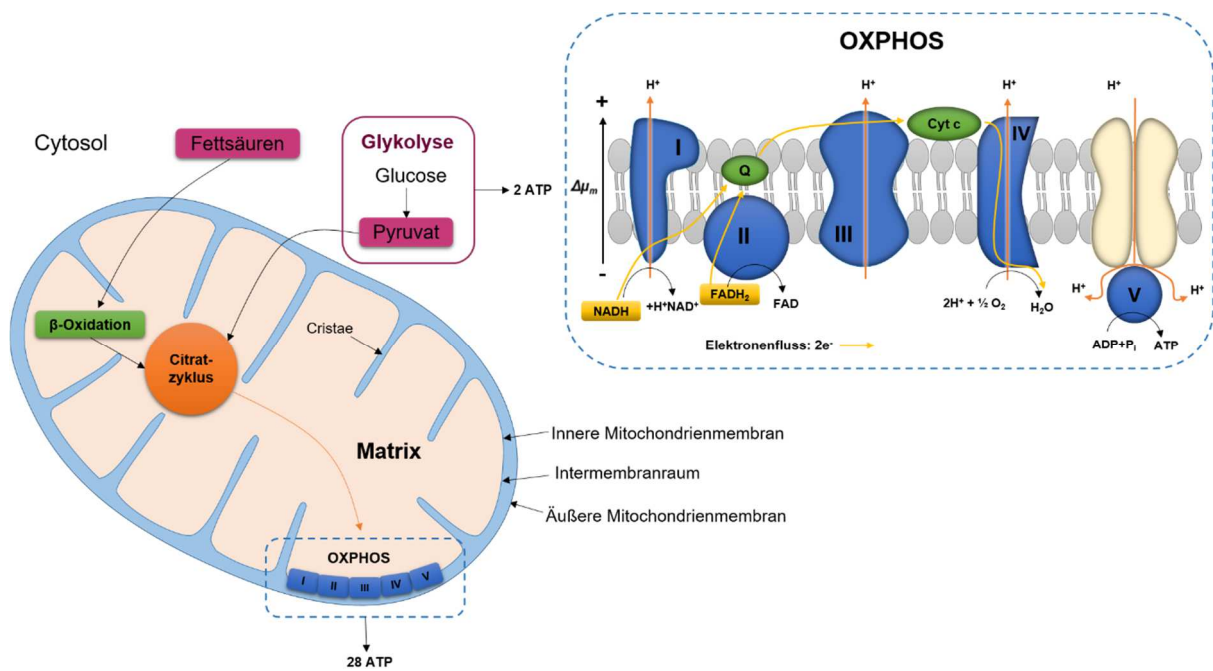 Cytosol
Fettsäuren
Glykolyse
Glucose
Pyruvat
2 ATP
β-Oxidation
Citrat-
zyklus
Cristae
Matrix
Innere Mitochondrienmembran
Intermembranraum
Äußere Mitochondrienmembran
OXPHOS
I II III IV V
28 ATP
OXPHOS
H⁺ H⁺ H⁺ H⁺
+
Δµm
-
I
Q
II
III
Cyt c
IV
V
NADH
+H⁺NAD⁺
FADH₂
FAD
2H⁺ + ½ O₂
H₂O
H⁺ H⁺
ADP+Pᵢ ATP
Elektronenfluss: 2e⁻